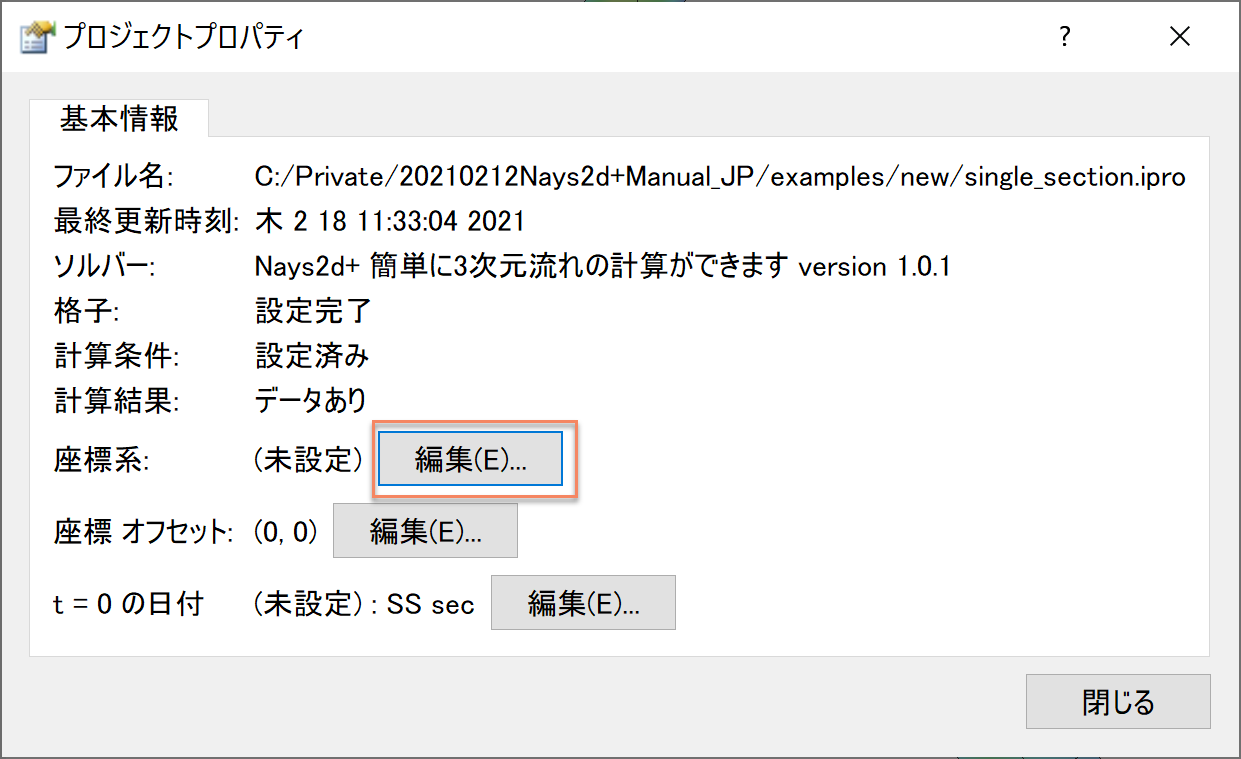 プロジェクトプロパティ ?
基本情報
ファイル名: C:/Private/20210212Nays2d+Manual_JP/examples/new/single_section.ipro
最終更新時刻: 木 2 18 11:33:04 2021
ソルバー: Nays2d+ 簡単に3次元流れの計算ができます version 1.0.1
格子: 設定完了
計算条件: 設定済み
計算結果: データあり
座標系: (未設定) 編集(E)...
座標 オフセット: (0, 0) 編集(E)...
t = 0 の日付 (未設定) : SS sec 編集(E)...
閉じる